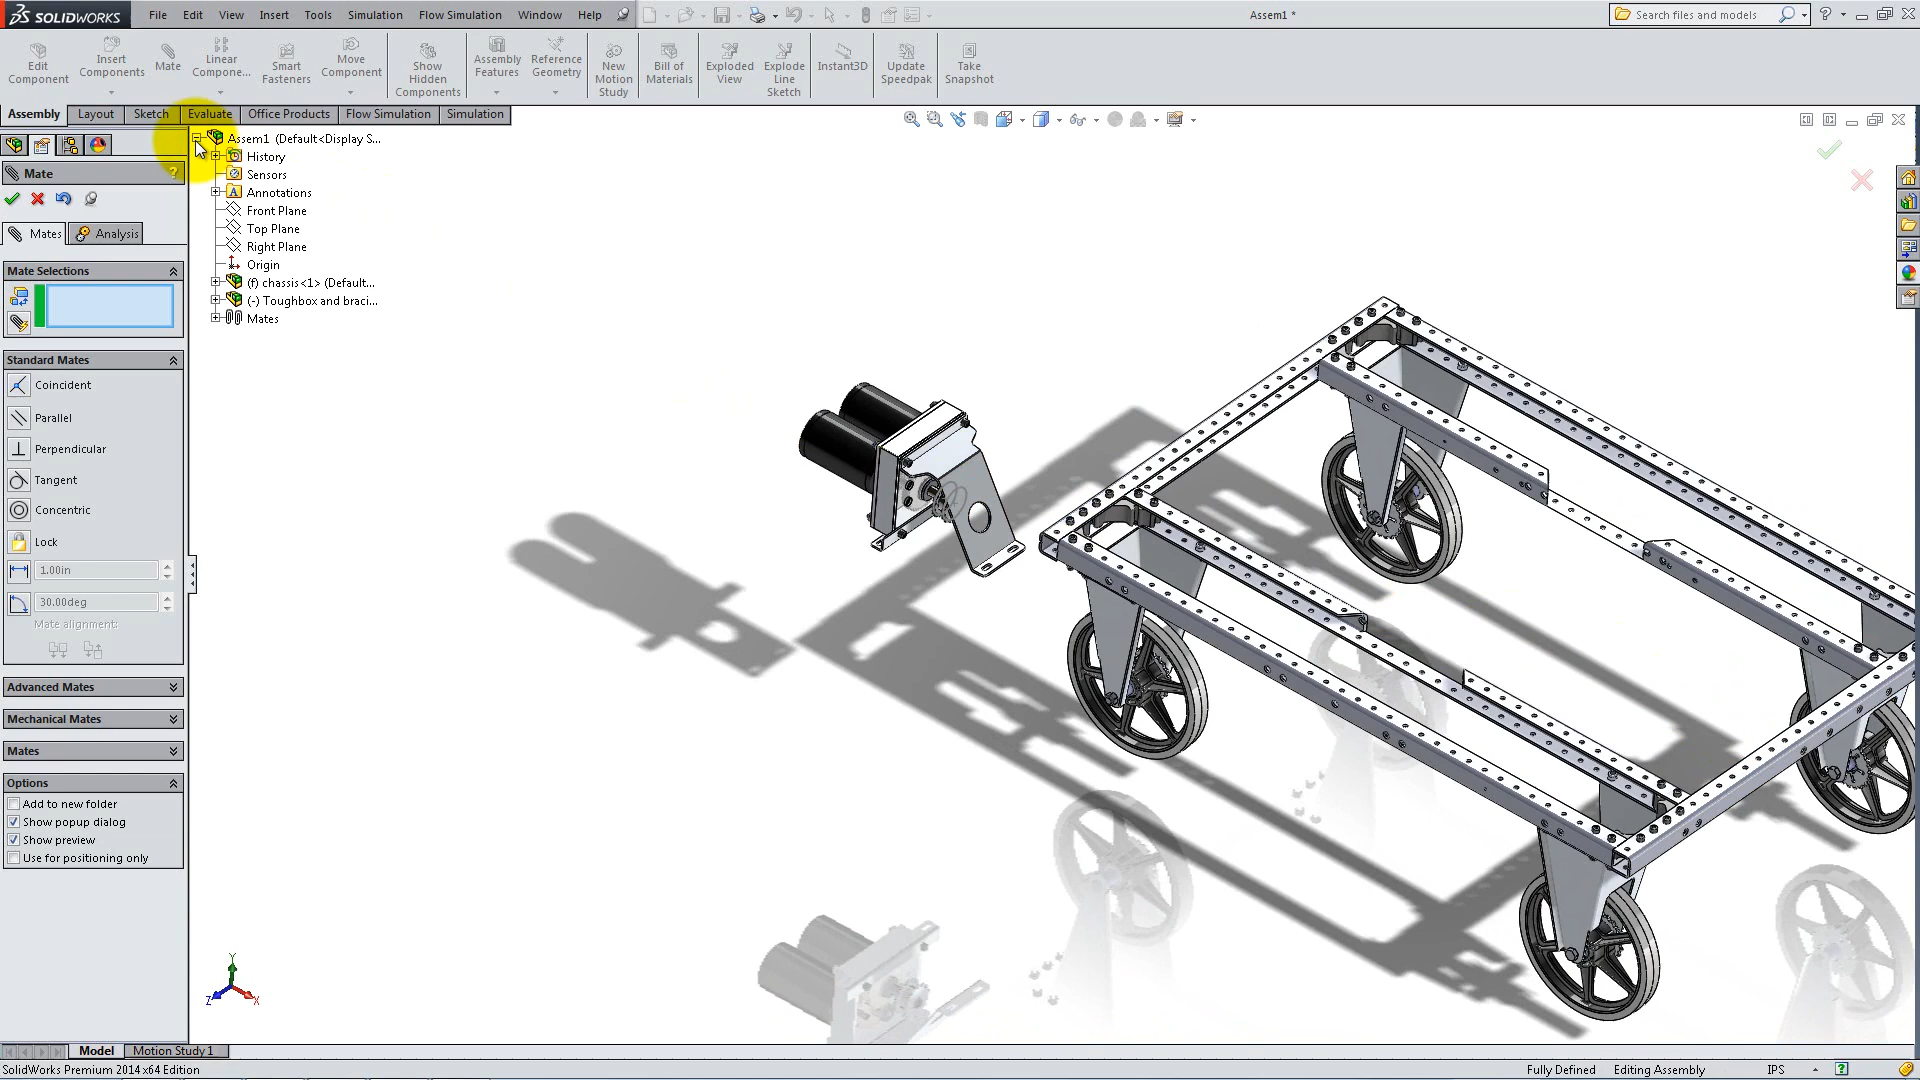 SOLIDWORKS File Edit View Insert Tools Simulation Flow Simulation Window Help Assem1 * Search files and models
Edit Component
Insert Components
Mate
Linear Compone...
Smart Fasteners
Move Component
Show Hidden Components
Assembly Features
Reference Geometry
New Motion Study
Bill of Materials
Exploded View
Explode Line Sketch
Instant3D
Update Speedpak
Take Snapshot
Assembly Layout Sketch Evaluate Office Products Flow Simulation Simulation
Assem1 (Default<Display S...
History
Sensors
Annotations
Front Plane
Top Plane
Right Plane
Origin
(f) chassis<1> (Default...
(-) Toughbox and braci...
Mates
Mate ?
Mates Analysis
Mate Selections
Standard Mates
Coincident
Parallel
Perpendicular
Tangent
Concentric
Lock
1.00in
30.00deg
Mate alignment:
Advanced Mates
Mechanical Mates
Mates
Options
Add to new folder
Show popup dialog
Show preview
Use for positioning only
Y
Z X
Model Motion Study 1
SolidWorks Premium 2014 x64 Edition Fully Defined Editing Assembly IPS